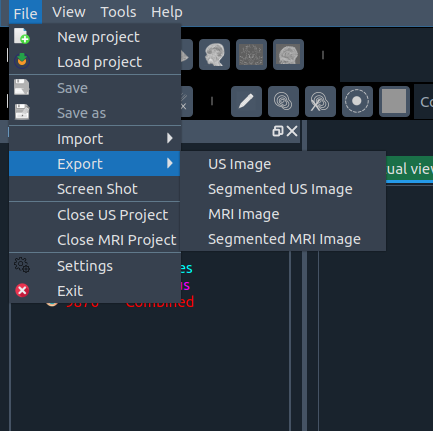 File View Tools Help
New project
Load project
Save
Save as
Import
Export
Screen Shot
Close US Project
Close MRI Project
Settings
Exit
US Image
Segmented US Image
MRI Image
Segmented MRI Image
Co
ual view
es
us
9876 Combined